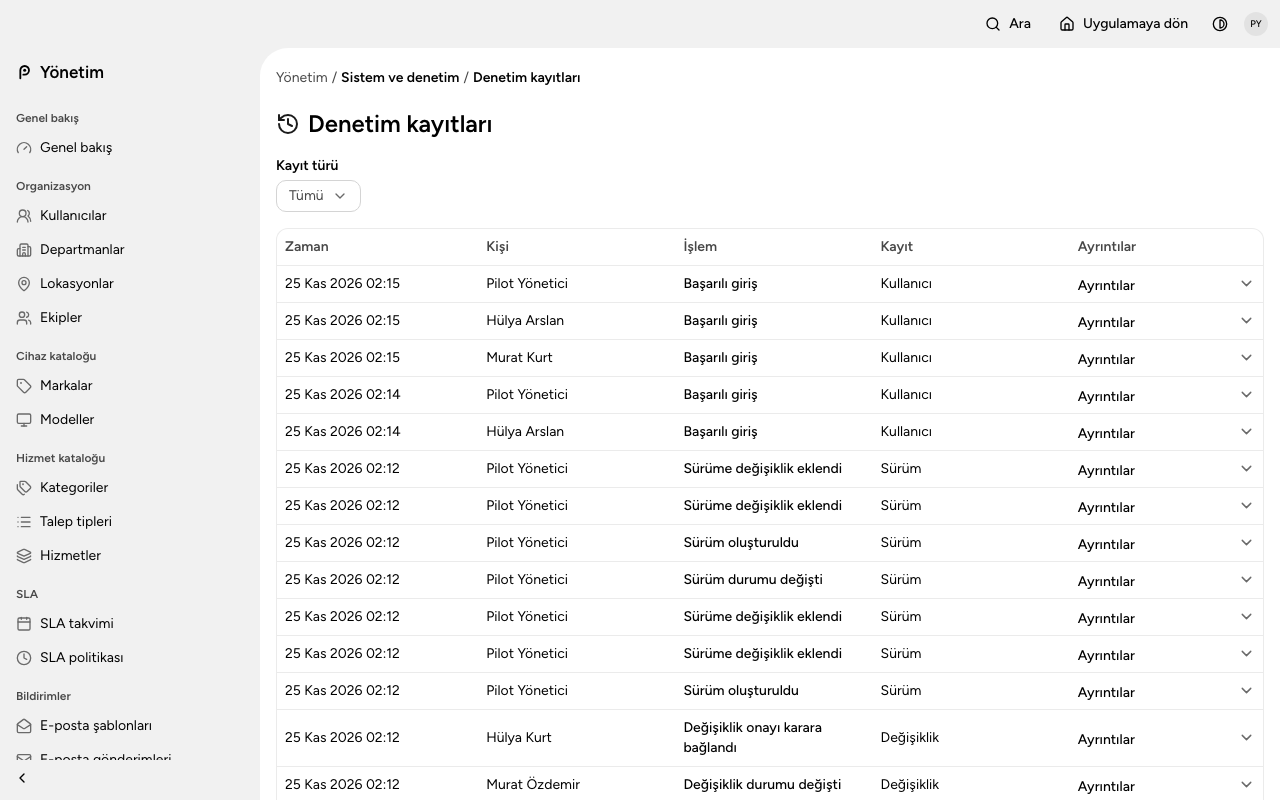 Ara
Uygulamaya dön
PY
Yönetim
Genel bakış
Genel bakış
Organizasyon
Kullanıcılar
Departmanlar
Lokasyonlar
Ekipler
Cihaz kataloğu
Markalar
Modeller
Hizmet kataloğu
Kategoriler
Talep tipleri
Hizmetler
SLA
SLA takvimi
SLA politikası
Bildirimler
E-posta şablonları
E-posta gönderimleri
Yönetim / Sistem ve denetim / Denetim kayıtları
Denetim kayıtları
Kayıt türü
Tümü
Zaman Kişi İşlem Kayıt Ayrıntılar
25 Kas 2026 02:15 Pilot Yönetici Başarılı giriş Kullanıcı Ayrıntılar
25 Kas 2026 02:15 Hülya Arslan Başarılı giriş Kullanıcı Ayrıntılar
25 Kas 2026 02:15 Murat Kurt Başarılı giriş Kullanıcı Ayrıntılar
25 Kas 2026 02:14 Pilot Yönetici Başarılı giriş Kullanıcı Ayrıntılar
25 Kas 2026 02:14 Hülya Arslan Başarılı giriş Kullanıcı Ayrıntılar
25 Kas 2026 02:12 Pilot Yönetici Sürüme değişiklik eklendi Sürüm Ayrıntılar
25 Kas 2026 02:12 Pilot Yönetici Sürüme değişiklik eklendi Sürüm Ayrıntılar
25 Kas 2026 02:12 Pilot Yönetici Sürüm oluşturuldu Sürüm Ayrıntılar
25 Kas 2026 02:12 Pilot Yönetici Sürüm durumu değişti Sürüm Ayrıntılar
25 Kas 2026 02:12 Pilot Yönetici Sürüme değişiklik eklendi Sürüm Ayrıntılar
25 Kas 2026 02:12 Pilot Yönetici Sürüme değişiklik eklendi Sürüm Ayrıntılar
25 Kas 2026 02:12 Pilot Yönetici Sürüm oluşturuldu Sürüm Ayrıntılar
25 Kas 2026 02:12 Hülya Kurt Değişiklik onayı karara bağlandı Değişiklik Ayrıntılar
25 Kas 2026 02:12 Murat Özdemir Değişiklik durumu değişti Değişiklik Ayrıntılar